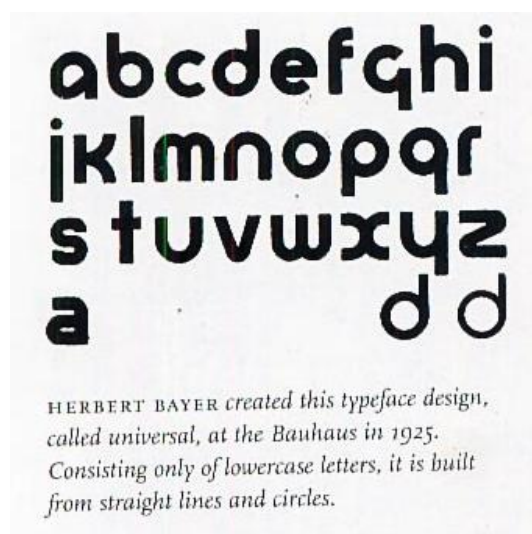 abcdefghi
jklmnopqr
stuvwxyz
a d d
HERBERT BAYER created this typeface design,
called universal, at the Bauhaus in 1925.
Consisting only of lowercase letters, it is built
from straight lines and circles.